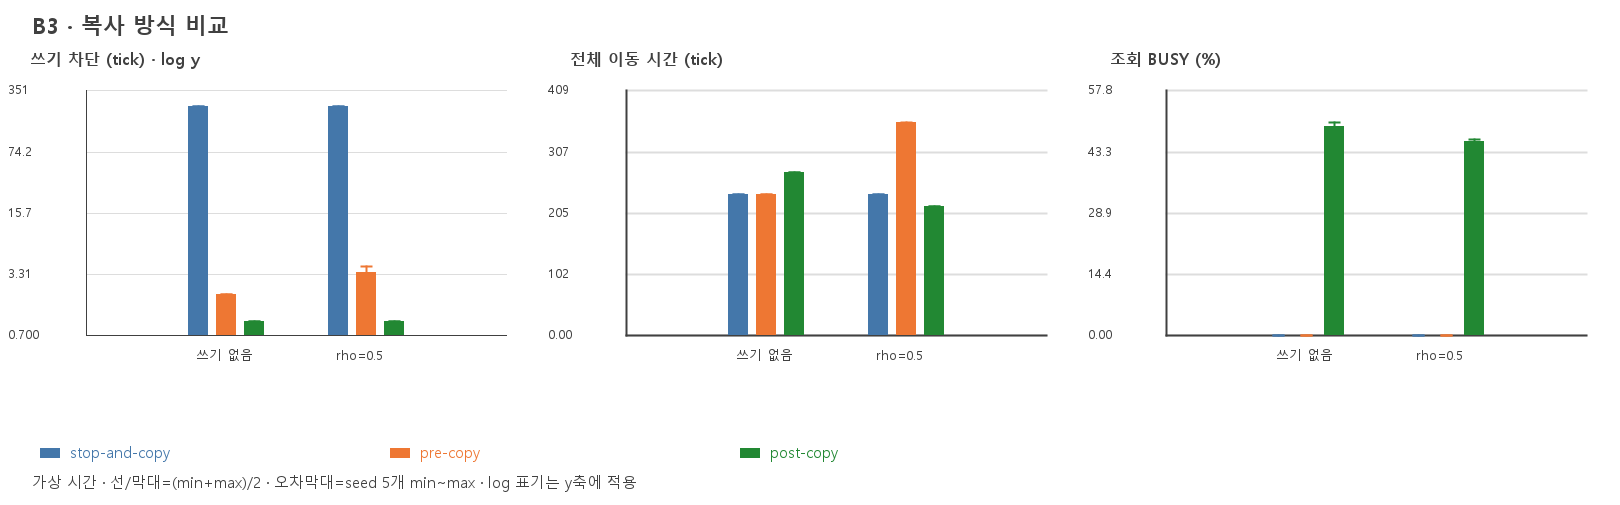 B3 · 복사 방식 비교
쓰기 차단 (tick) · log y
351
74.2
15.7
3.31
0.700
쓰기 없음
rho=0.5
전체 이동 시간 (tick)
409
307
205
102
0.00
쓰기 없음
rho=0.5
조회 BUSY (%)
57.8
43.3
28.9
14.4
0.00
쓰기 없음
rho=0.5
stop-and-copy
pre-copy
post-copy
가상 시간 · 선/막대=(min+max)/2 · 오차막대=seed 5개 min~max · log 표기는 y축에 적용